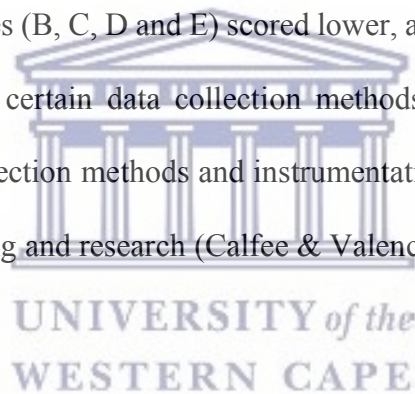 es (B, C, D and E) scored lower, a
certain data collection methods
ection methods and instrumentati
g and research (Calfee & Valenc
UNIVERSITY of the
WESTERN CAPE